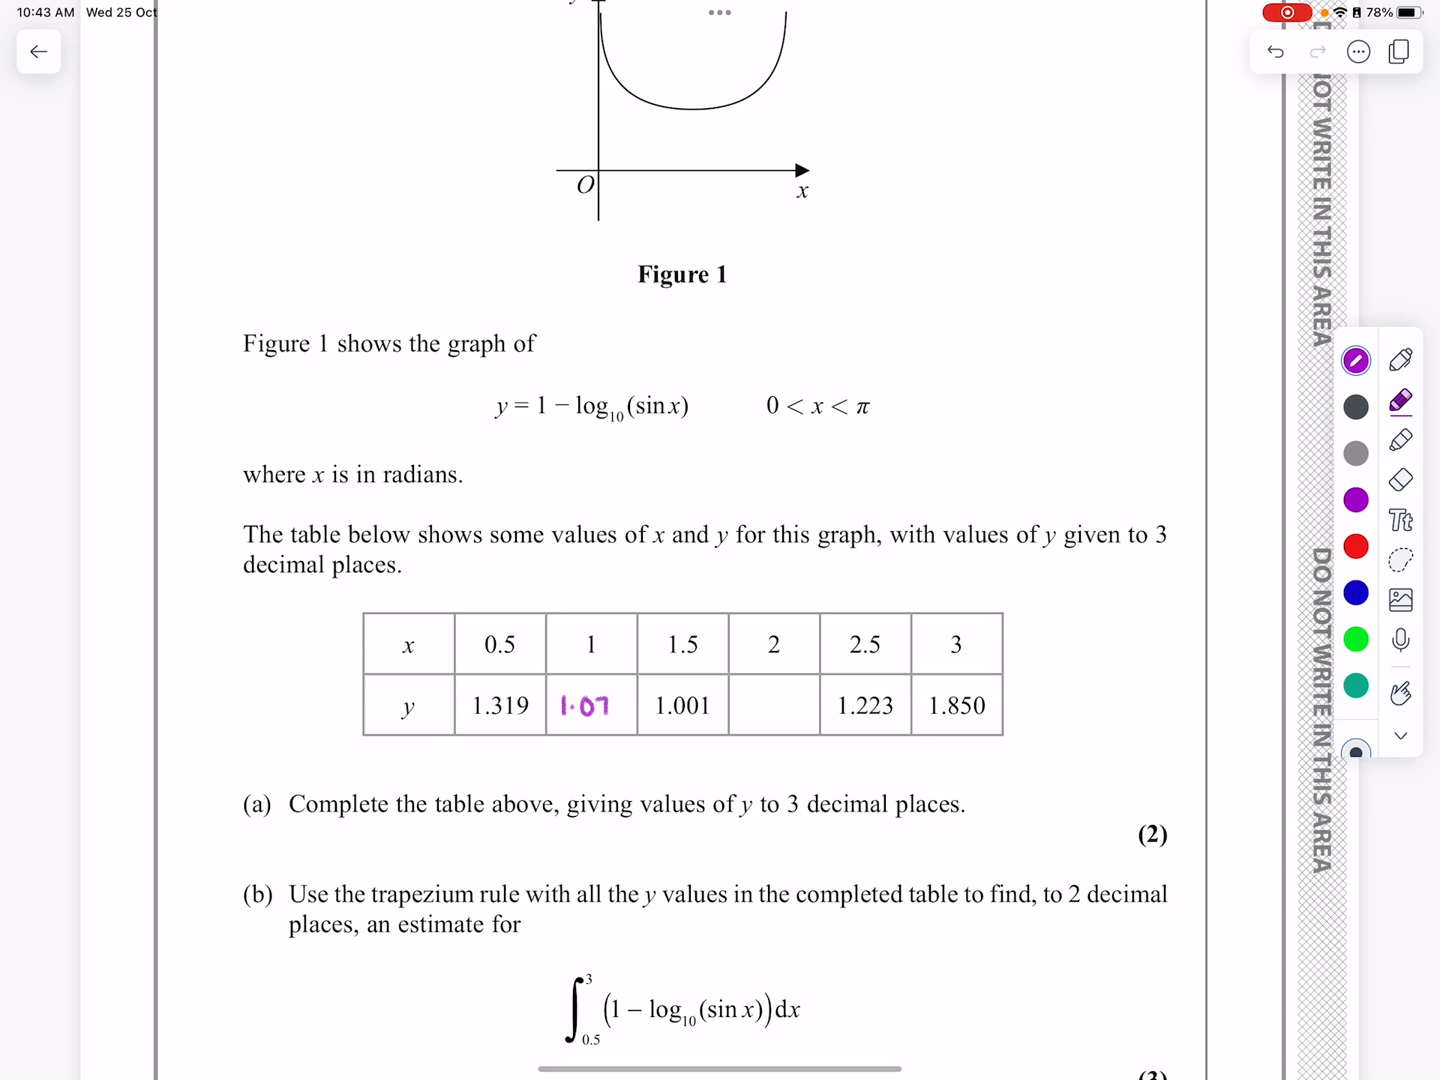 10:43 AM Wed 25 Oct
78%
O
x
Figure 1
Figure 1 shows the graph of
y = 1 − log₁₀(sin x) 0 < x < π
where x is in radians.
The table below shows some values of x and y for this graph, with values of y given to 3
decimal places.
x 0.5 1 1.5 2 2.5 3
y 1.319 1.07 1.001 1.223 1.850
(a) Complete the table above, giving values of y to 3 decimal places.
(2)
(b) Use the trapezium rule with all the y values in the completed table to find, to 2 decimal
places, an estimate for
∫₀.₅³ (1 − log₁₀(sin x)) dx
NOT WRITE IN THIS AREA
DO NOT WRITE IN THIS AREA
Tt